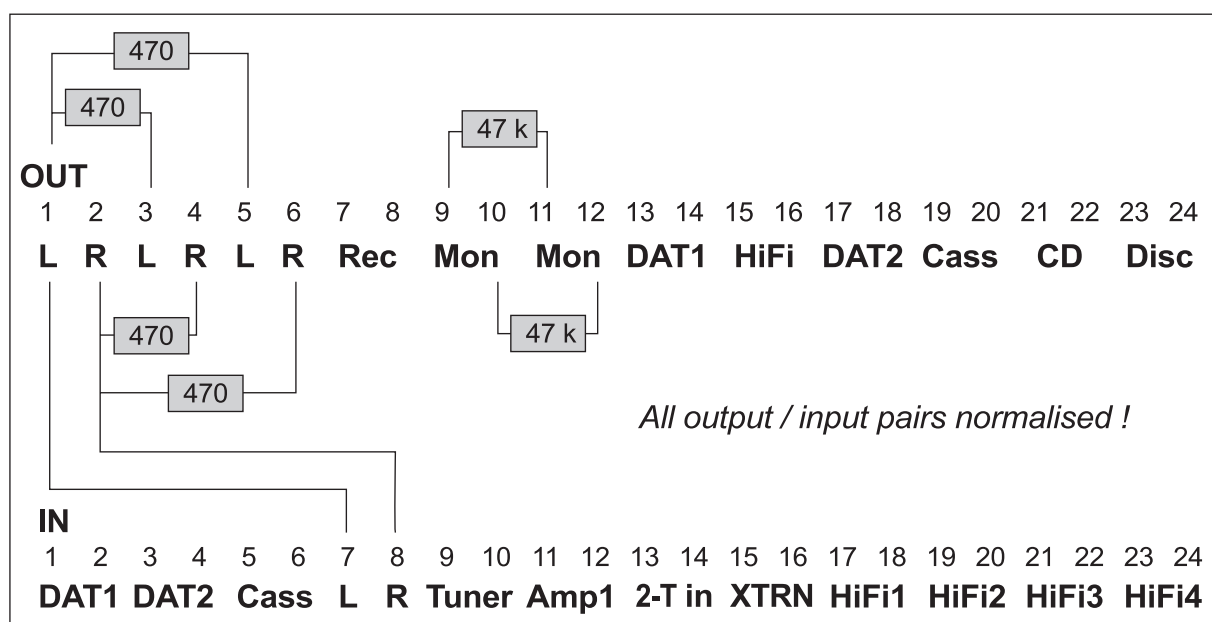 470
470
47 k
OUT
1 2 3 4 5 6 7 8 9 10 11 12 13 14 15 16 17 18 19 20 21 22 23 24
L R L R L R Rec Mon Mon DAT1 HiFi DAT2 Cass CD Disc
470
47 k
470
All output / input pairs normalised !
IN
1 2 3 4 5 6 7 8 9 10 11 12 13 14 15 16 17 18 19 20 21 22 23 24
DAT1 DAT2 Cass L R Tuner Amp1 2-T in XTRN HiFi1 HiFi2 HiFi3 HiFi4